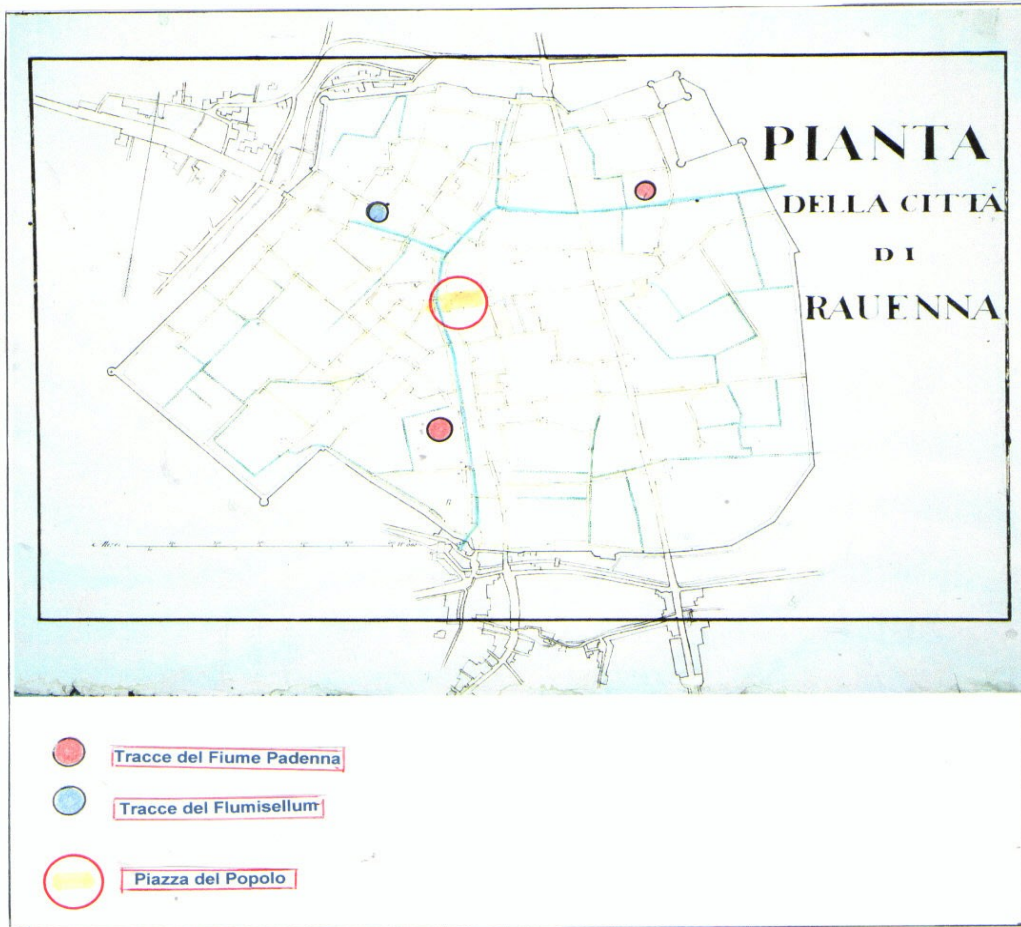 PIANTA
DELLA CITTÀ
DI
RAUENNA
Tracce del Fiume Padenna
Tracce del Flumisellum
Piazza del Popolo